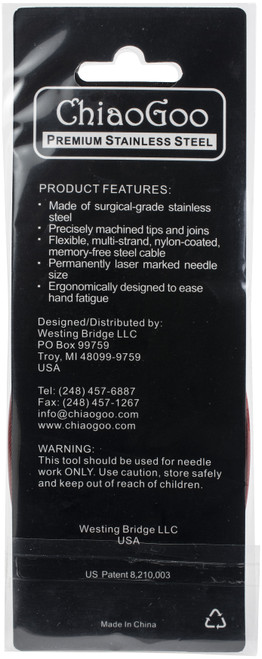 ChiaoGoo
PREMIUM STAINLESS STEEL
PRODUCT FEATURES:
• Made of surgical-grade stainless
steel
• Precisely machined tips and joins
• Flexible, multi-strand, nylon-coated,
memory-free steel cable
• Permanently laser marked needle
size
• Ergonomically designed to ease
hand fatigue
Designed/Distributed by:
Westing Bridge LLC
PO Box 99759
Troy, MI 48099-9759
USA
Tel: (248) 457-6887
Fax: (248) 457-1267
info@chiaogoo.com
www.chiaogoo.com
WARNING:
This tool should be used for needle
work ONLY. Use caution, store safely
and keep out of reach of children.
Westing Bridge LLC
USA
US Patent 8,210,003
Made In China